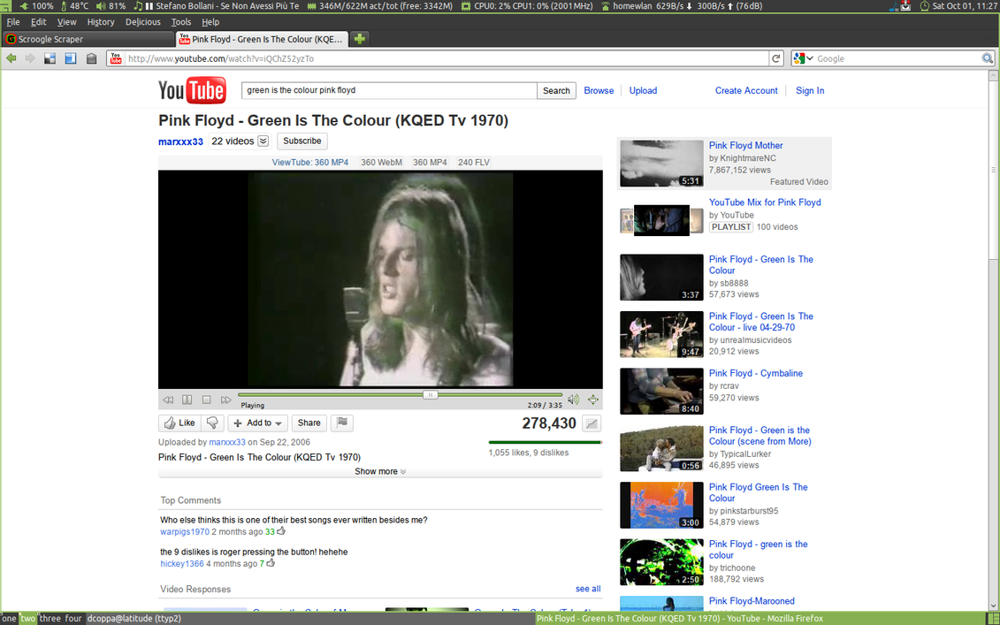 100% 48°C 81% Stefano Bollani - Se Non Avessi Più Te 346M/622M act/tot (free: 3342M) CPU0: 2% CPU1: 0% (2001MHz) homewlan 629B/s 300B/s (76dB) Sat Oct 01, 11:27
File Edit View History Delicious Tools Help
Scroogle Scraper
You Tube Pink Floyd - Green Is The Colour (KQE...
You Tube http://www.youtube.com/watch?v=iQChZ52yzTo
Google
YouTube
green is the colour pink floyd
Search
Browse
Upload
Create Account
Sign In
Pink Floyd - Green Is The Colour (KQED Tv 1970)
marxxx33 22 videos Subscribe
ViewTube: 360 MP4 360 WebM 360 MP4 240 FLV
Playing
2:09 / 3:35
Like
Add to
Share
278,430
Uploaded by marxxx33 on Sep 22, 2006
1,055 likes, 9 dislikes
Pink Floyd - Green Is The Colour (KQED Tv 1970)
Show more
Top Comments
Who else thinks this is one of their best songs ever written besides me?
warpigs1970 2 months ago 33
the 9 dislikes is roger pressing the button! hehehe
hickey1366 4 months ago 7
Video Responses
see all
5:31
Pink Floyd Mother
by KnightmareNC
7,867,152 views
Featured Video
YouTube Mix for Pink Floyd
by YouTube
PLAYLIST 100 videos
3:37
Pink Floyd - Green Is The
Colour
by sb8888
57,673 views
9:47
Pink Floyd - Green Is The
Colour - live 04-29-70
by unrealmusicvideos
20,912 views
8:40
Pink Floyd - Cymbaline
by rcrav
59,270 views
0:56
Pink Floyd - Green is the
Colour (scene from More)
by TypicalLurker
46,895 views
3:00
Pink Floyd Green Is The
Colour
by pinkstarburst95
54,879 views
2:50
Pink Floyd - green is the
colour
by trichoone
188,792 views
Pink Floyd-Marooned
one two three four dcoppa@latitude (ttyp2)
Pink Floyd - Green Is The Colour (KQED Tv 1970) - YouTube - Mozilla Firefox